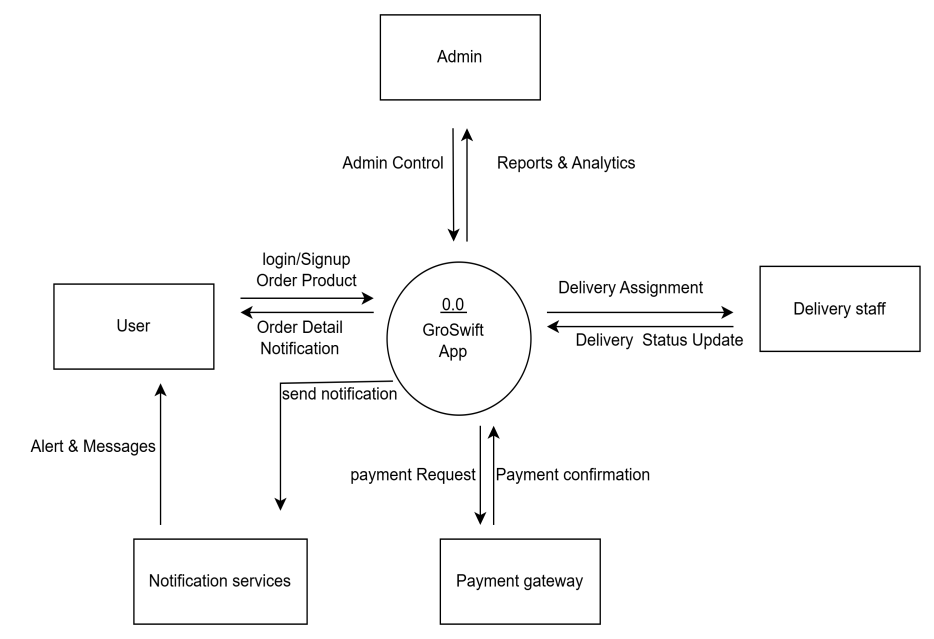 Admin
Admin Control
Reports & Analytics
login/Signup
Order Product
Order Detail
Notification
User
0.0
GroSwift
App
Delivery Assignment
Delivery Status Update
Delivery staff
send notification
Alert & Messages
payment Request
Payment confirmation
Notification services
Payment gateway